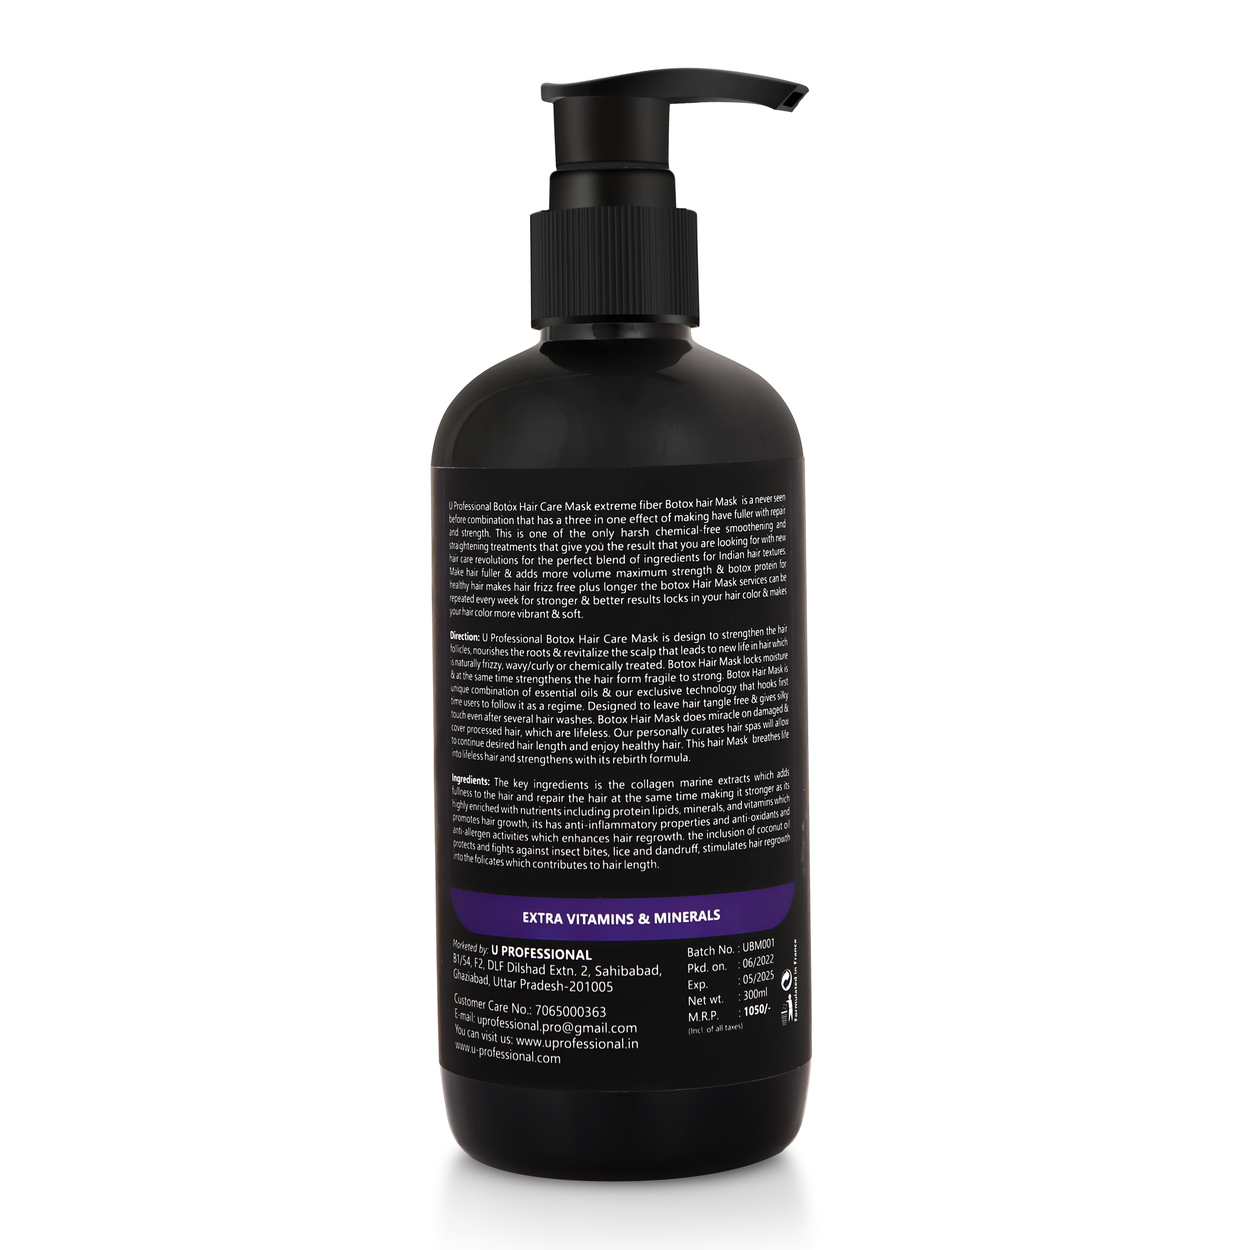 U Professional Botox Hair Care Mask extreme fiber Botox hair Mask is a never seen
before combination that has a three in one effect of making have fuller with repair
and strength. This is one of the only harsh chemical-free smoothening and
straightening treatments that give you the result that you are looking for with new
hair care revolutions for the perfect blend of ingredients for Indian hair textures.
Make hair fuller & adds more volume maximum strength & botox protein for
healthy hair makes hair frizz free plus longer the botox Hair Mask services can be
repeated every week for stronger & better results locks in your hair color & makes
your hair color more vibrant & soft.
Direction: U Professional Botox Hair Care Mask is design to strengthen the hair
follicles, nourishes the roots & revitalize the scalp that leads to new life in hair which
is naturally frizzy, wavy/curly or chemically treated. Botox Hair Mask locks moisture
& at the same time strengthens the hair form fragile to strong. Botox Hair Mask is
unique combination of essential oils & our exclusive technology that hooks first
time users to follow it as a regime. Designed to leave hair tangle free & gives silky
touch even after several hair washes. Botox Hair Mask does miracle on damaged &
cover processed hair, which are lifeless. Our personally curates hair spas will allow
to continue desired hair length and enjoy healthy hair. This hair Mask breathes life
into lifeless hair and strengthens with its rebirth formula.
Ingredients: The key ingredients is the collagen marine extracts which adds
fullness to the hair and repair the hair at the same time making it stronger as its
highly enriched with nutrients including protein lipids, minerals, and vitamins which
promotes hair growth, its has anti-inflammatory properties and anti-oxidants and
anti-allergen activities which enhances hair regrowth. the inclusion of coconut oil
protects and fights against insect bites, lice and dandruff, stimulates hair regrowth
into the folicates which contributes to hair length.
EXTRA VITAMINS & MINERALS
Marketed by: U PROFESSIONAL
B1/54, F2, DLF Dilshad Extn. 2, Sahibabad,
Ghaziabad, Uttar Pradesh-201005
Customer Care No.: 7065000363
E-mail: uprofessional.pro@gmail.com
You can visit us: www.uprofessional.in
www.u-professional.com
Batch No. : UBM001
Pkd. on. : 06/2022
Exp. : 05/2025
Net wt. : 300ml
M.R.P. : 1050/-
(Incl. of all taxes)
Formulated in France